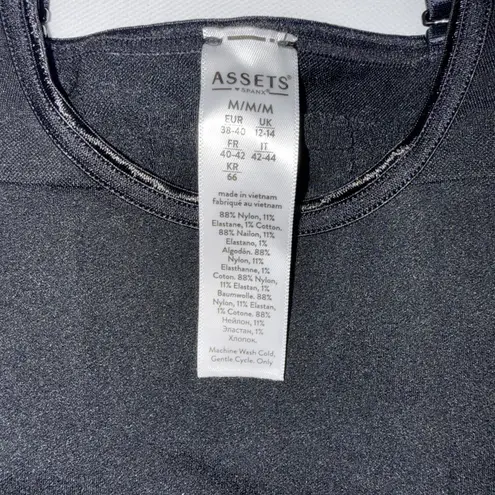 ASSETS®
♥ SPANX®
M/M/M
EUR UK
38-40 12-14
FR IT
40-42 42-44
KR
66
made in vietnam
fabriqué au vietnam
88% Nylon, 11%
Elastane, 1% Cotton.
88% Nailon, 11%
Elastano, 1%
Algodón. 88%
Nylon, 11%
Elasthanne, 1%
Coton. 88% Nylon,
11% Elastan, 1%
Baumwolle. 88%
Nylon, 11% Elastan,
1% Cotone. 88%
Нейлон, 11%
Эластан, 1%
Хлопок.
Machine Wash Cold,
Gentle Cycle. Only